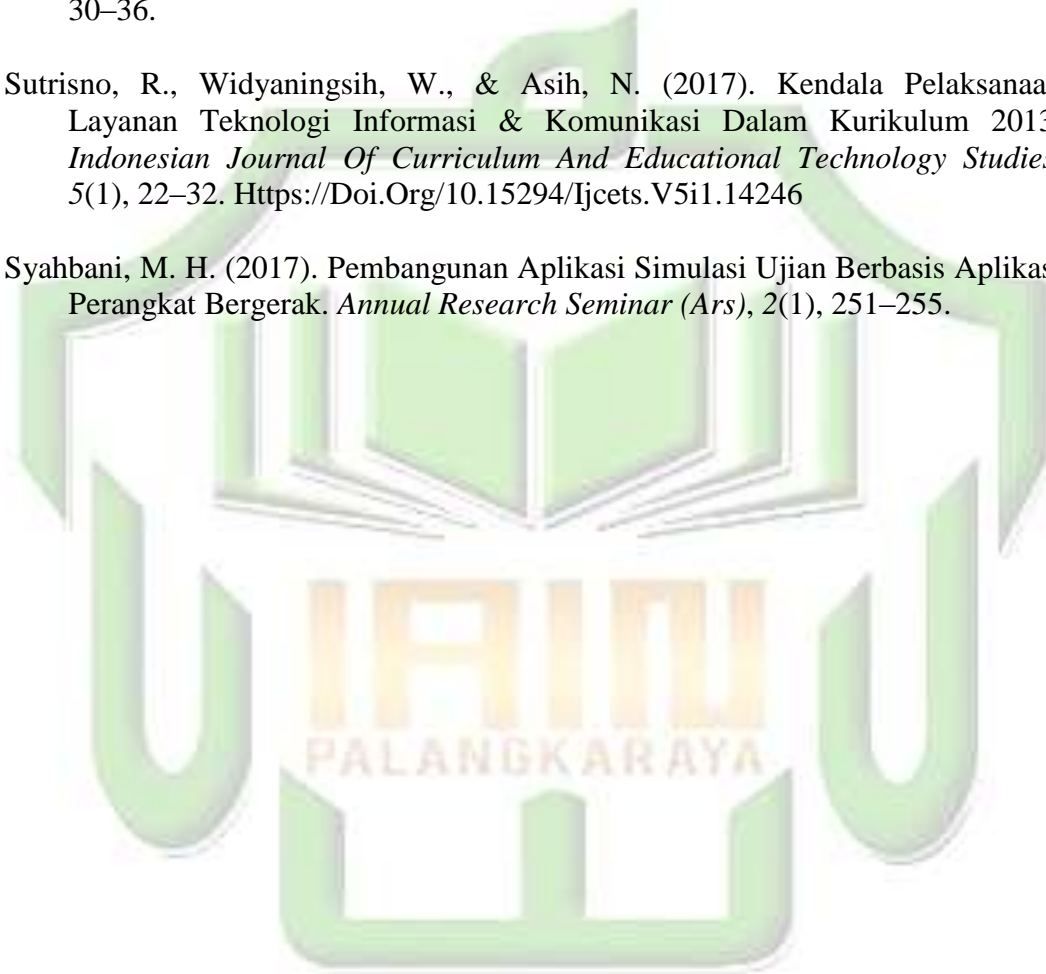 30–36.
Sutrisno, R., Widyaningsih, W., & Asih, N. (2017). Kendala Pelaksanaa
Layanan Teknologi Informasi & Komunikasi Dalam Kurikulum 2013
Indonesian Journal Of Curriculum And Educational Technology Studies
5(1), 22–32. Https://Doi.Org/10.15294/Ijcets.V5i1.14246
Syahbani, M. H. (2017). Pembangunan Aplikasi Simulasi Ujian Berbasis Aplikas
Perangkat Bergerak. Annual Research Seminar (Ars), 2(1), 251–255.
IAIN
PALANGKARAYA